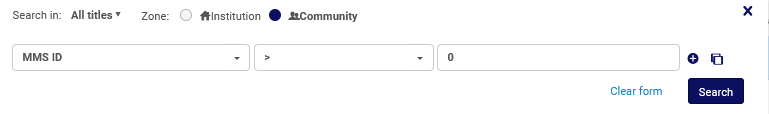 Search in: All titles Zone: Institution Community
MMS ID > 0
Clear form Search